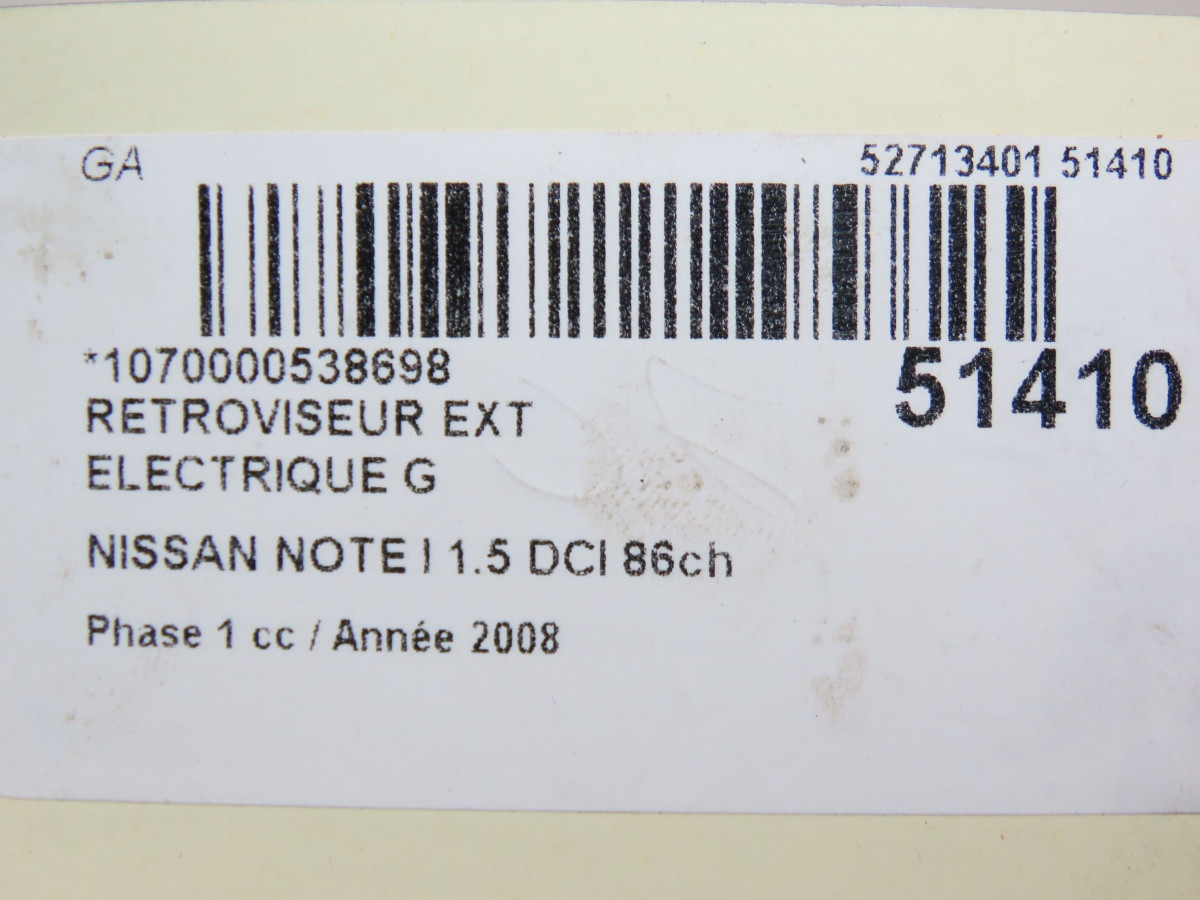 GA
52713401 51410
*1070000538698
51410
RETROVISEUR EXT
ELECTRIQUE G
NISSAN NOTE I 1.5 DCI 86ch
Phase 1 cc / Année 2008